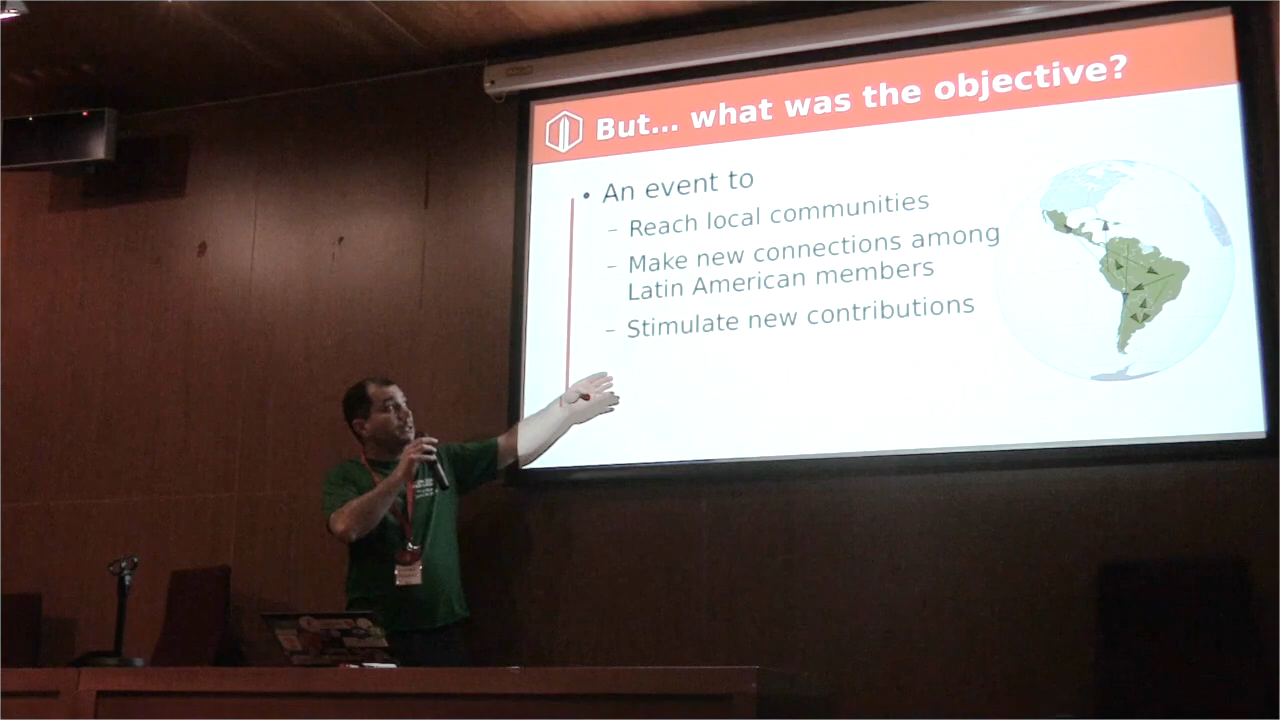 But... what was the objective?
• An event to
– Reach local communities
– Make new connections among
Latin American members
– Stimulate new contributions